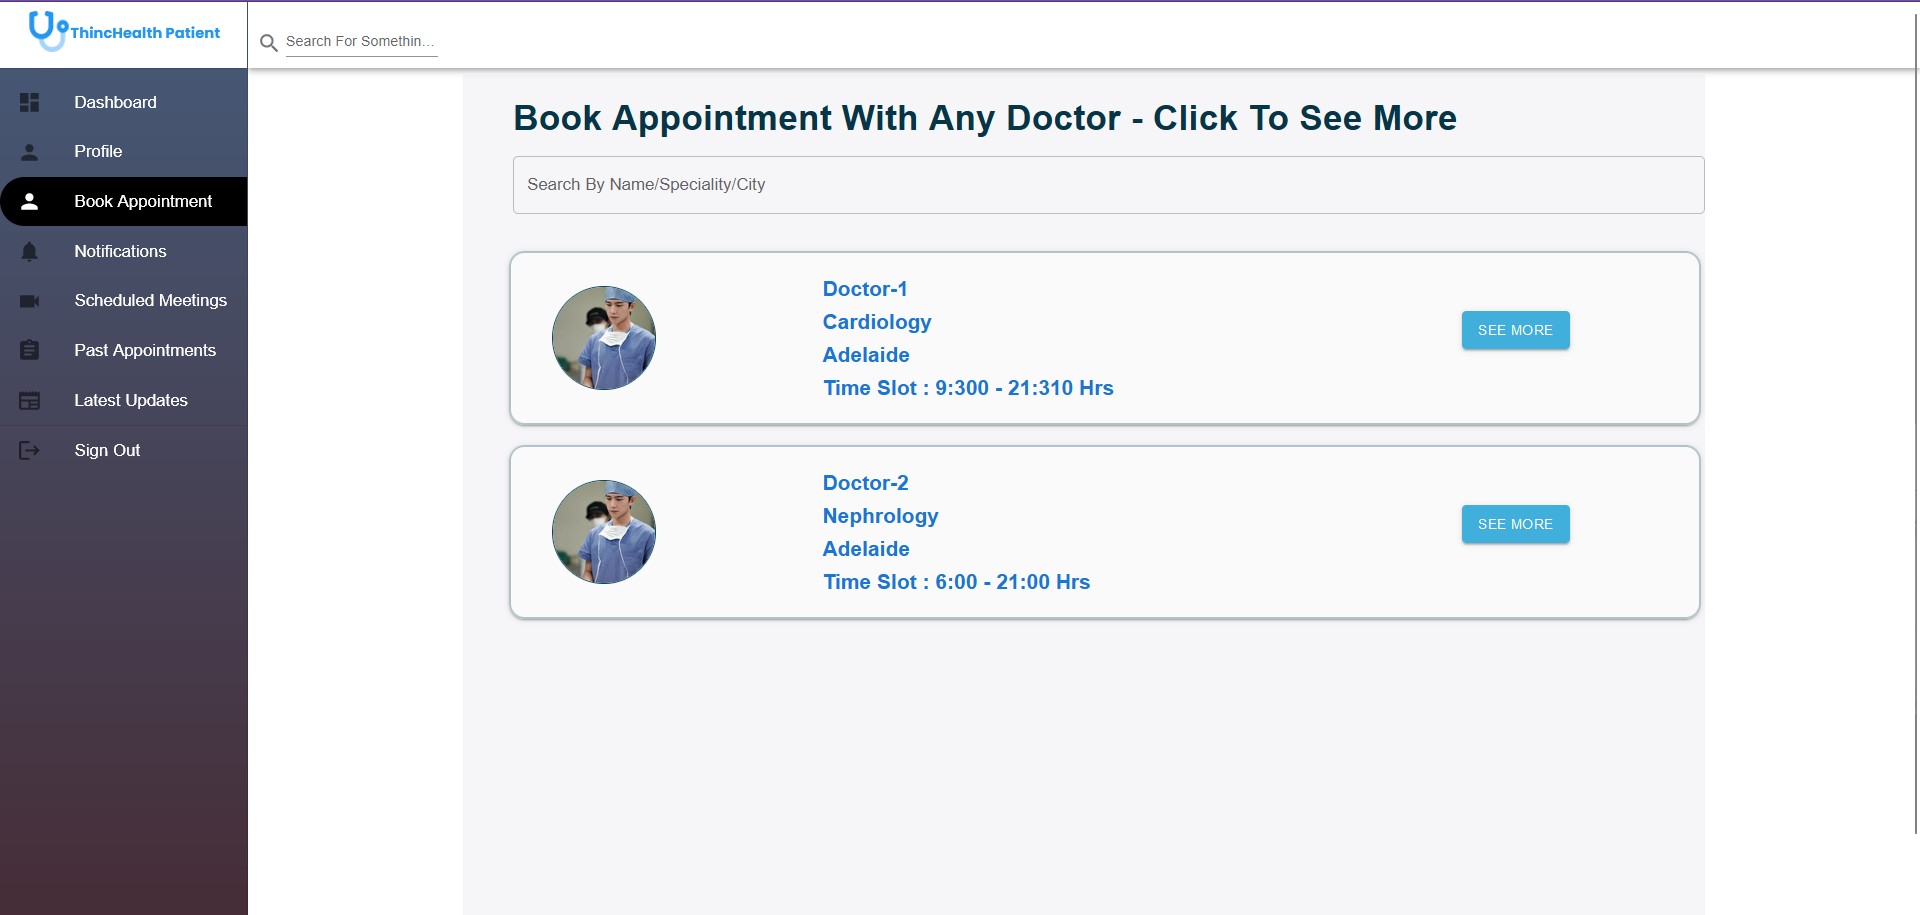 ThincHealth Patient
Search For Somethin...
Dashboard
Profile
Book Appointment
Notifications
Scheduled Meetings
Past Appointments
Latest Updates
Sign Out
Book Appointment With Any Doctor - Click To See More
Search By Name/Speciality/City
Doctor-1
Cardiology
Adelaide
Time Slot : 9:300 - 21:310 Hrs
SEE MORE
Doctor-2
Nephrology
Adelaide
Time Slot : 6:00 - 21:00 Hrs
SEE MORE